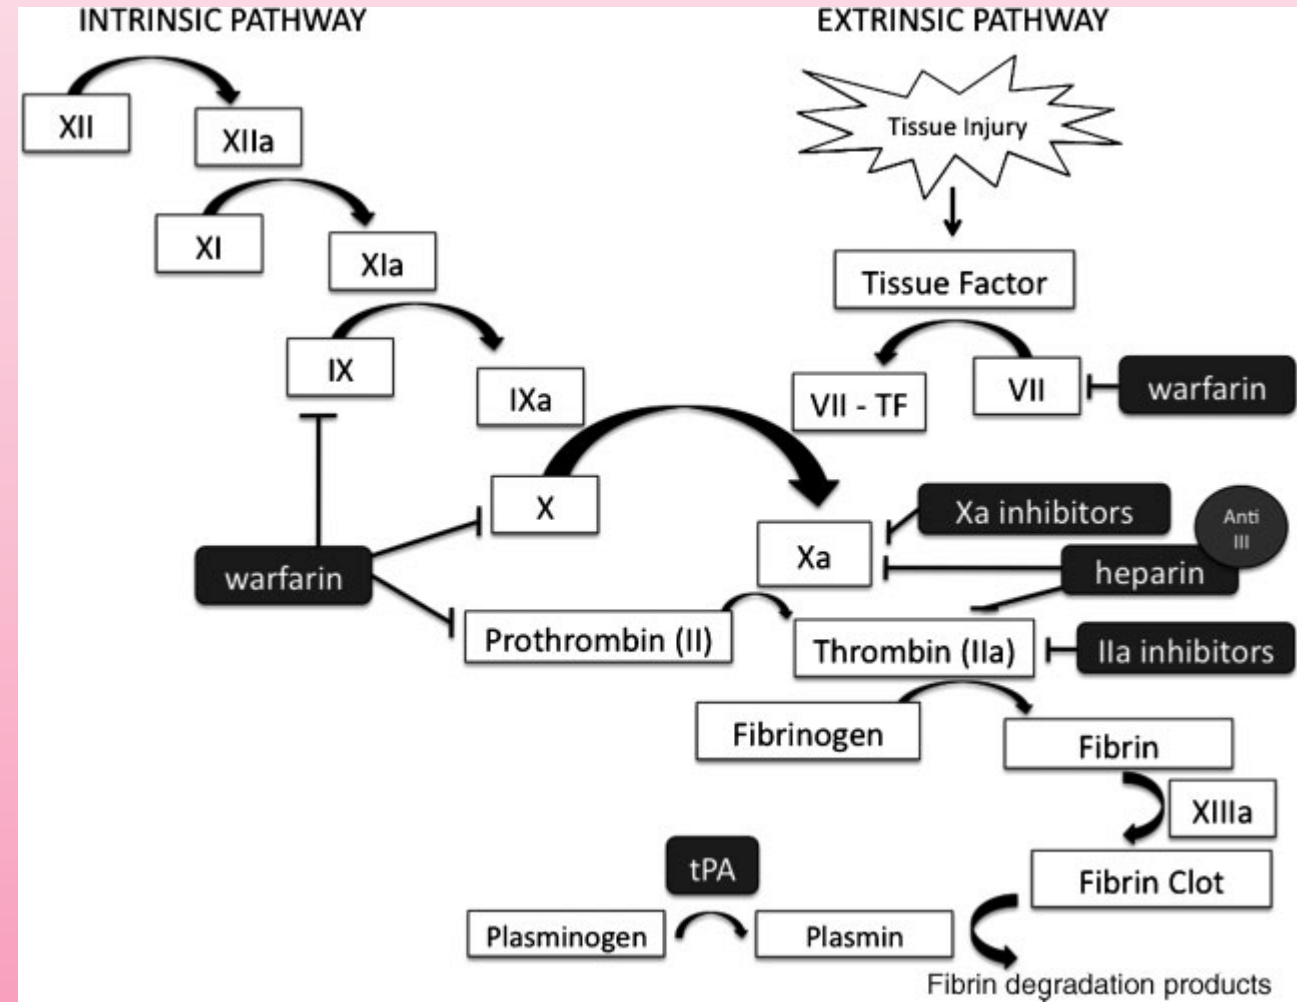 INTRINSIC PATHWAY
EXTRINSIC PATHWAY
XII
XIIa
Tissue Injury
XI
XIa
Tissue Factor
IX
IXa
VII - TF
VII
warfarin
X
Xa inhibitors
Anti
III
warfarin
Xa
heparin
Prothrombin (II)
Thrombin (IIa)
IIa inhibitors
Fibrinogen
Fibrin
XIIIa
tPA
Fibrin Clot
Plasminogen
Plasmin
Fibrin degradation products